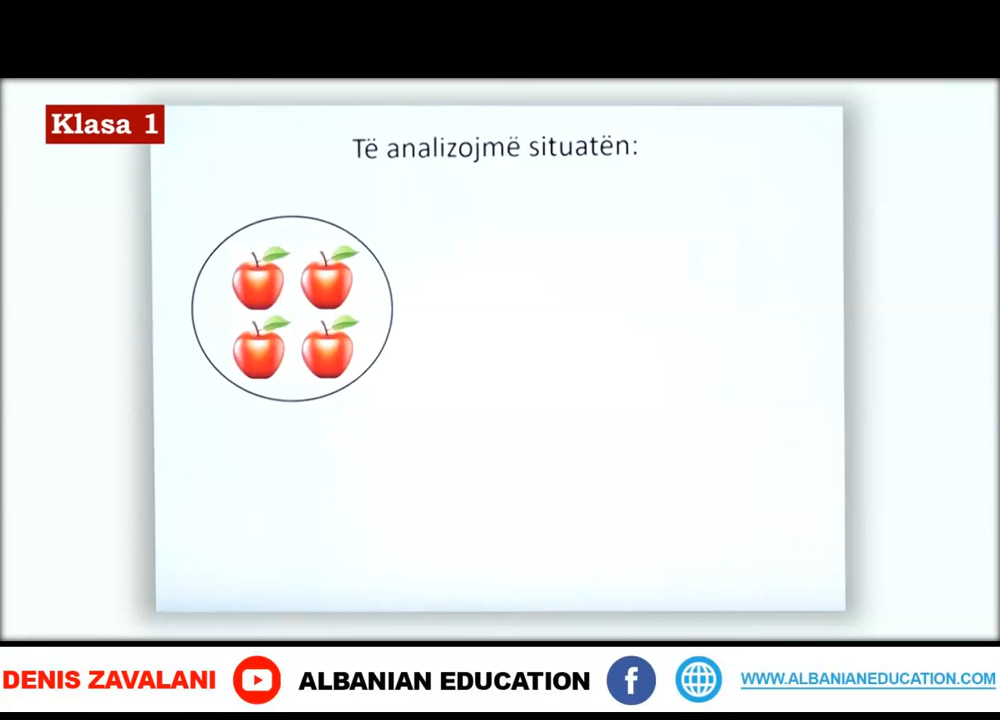 Klasa 1
Të analizojmë situatën:
DENIS ZAVALANI
ALBANIAN EDUCATION
f
WWW.ALBANIANEDUCATION.COM